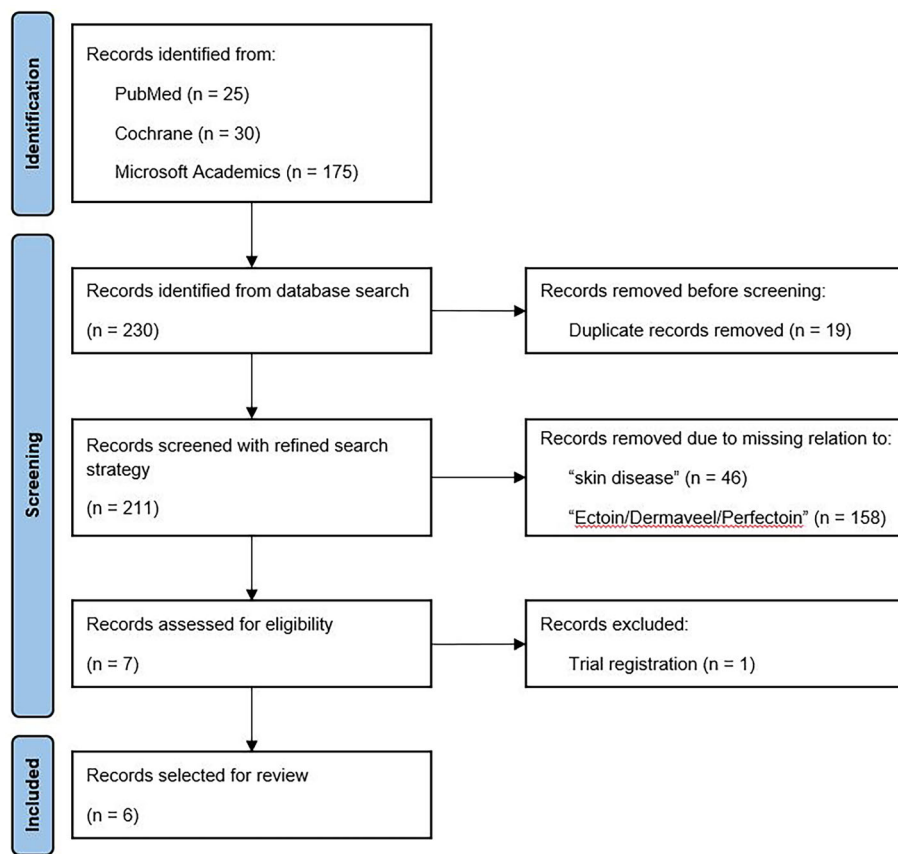 Identification
Records identified from:
PubMed (n = 25)
Cochrane (n = 30)
Microsoft Academics (n = 175)
Screening
Records identified from database search
(n = 230)
Records removed before screening:
Duplicate records removed (n = 19)
Records screened with refined search
strategy
(n = 211)
Records removed due to missing relation to:
“skin disease” (n = 46)
“Ectoin/Dermaveel/Perfectoin” (n = 158)
Records assessed for eligibility
(n = 7)
Records excluded:
Trial registration (n = 1)
Included
Records selected for review
(n = 6)